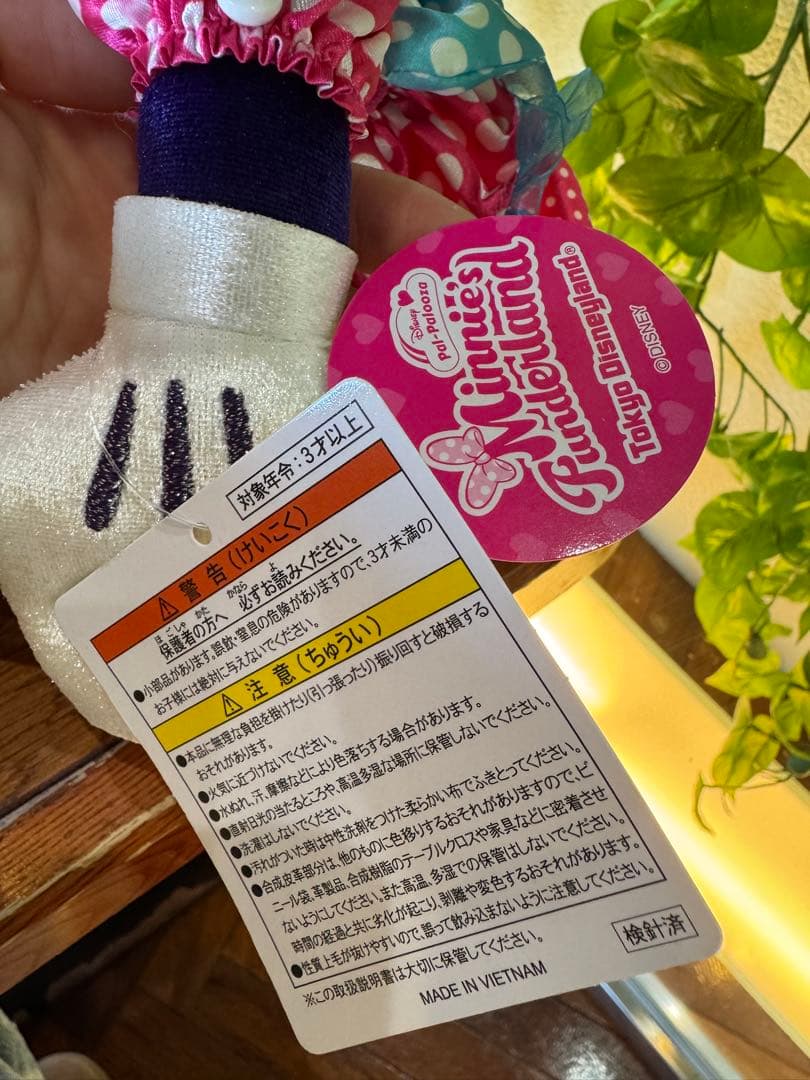 Disney
Pal-Palooza
Minnie's
Funderland
Tokyo Disneyland®
©DISNEY
対象年令：3才以上
警告(けいこく)
保護者の方へ 必ずお読みください。
ほごしゃ かた かなら よ
●小部品があります。誤飲・窒息の危険がありますので、3才未満の
お子様には絶対に与えないでください。
注意(ちゅうい)
●本品に無理な負担を掛けたり(引っ張ったり)振り回すと破損する
おそれがあります。
●火気に近づけないでください。
●水ぬれ、汗、摩擦などにより色落ちする場合があります。
●直射日光の当たるところや、高温多湿な場所に保管しないでください。
●洗濯はしないでください。
●汚れがついた時は中性洗剤をつけた柔らかい布でふきとってください。
●合成皮革部分は、他のものに色移りするおそれがありますので、ビ
ニール袋、革製品、合成樹脂のテーブルクロスや家具などに密着させ
ないようにしてください。また高温、多湿での保管はしないでください。
時間の経過と共に劣化が起こり、剥離や変色するおそれがあります。
●性質上毛が抜けやすいので、誤って飲み込まないように注意してください。
※この取扱説明書は大切に保管してください。
検針済
MADE IN VIETNAM